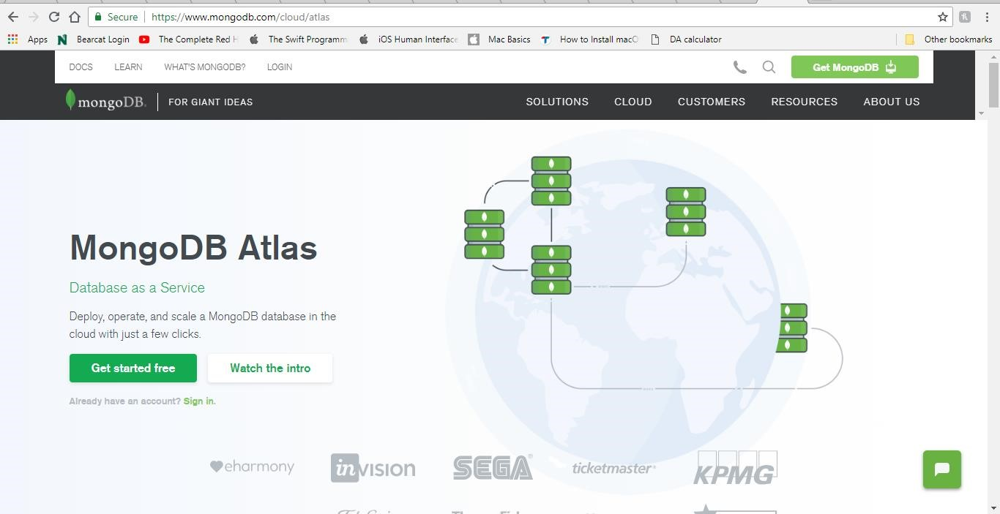 Secure
https://www.mongodb.com/cloud/atlas
Apps
Bearcat Login
The Complete Red H
The Swift Programm
iOS Human Interface
Mac Basics
How to Install macO
DA calculator
Other bookmarks
DOCS
LEARN
WHAT'S MONGODB?
LOGIN
Get MongoDB
mongoDB.
FOR GIANT IDEAS
SOLUTIONS
CLOUD
CUSTOMERS
RESOURCES
ABOUT US
MongoDB Atlas
Database as a Service
Deploy, operate, and scale a MongoDB database in the
cloud with just a few clicks.
Get started free
Watch the intro
Already have an account? Sign in.
eharmony
invision
SEGA®
ticketmaster®
KPMG